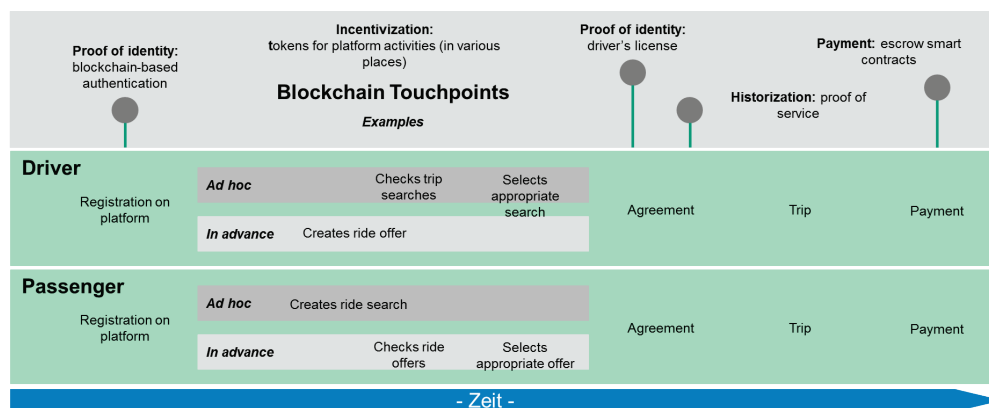 Proof of identity:
blockchain-based
authentication
Incentivization:
tokens for platform activities (in various
places)
Blockchain Touchpoints
Examples
Proof of identity:
driver's license
Historization: proof of
service
Payment: escrow smart
contracts
Driver
Registration on
platform
Ad hoc
Checks trip
searches
Selects
appropriate
search
In advance
Creates ride offer
Agreement
Trip
Payment
Passenger
Registration on
platform
Ad hoc
Creates ride search
In advance
Checks ride
offers
Selects
appropriate offer
Agreement
Trip
Payment
- Zeit -